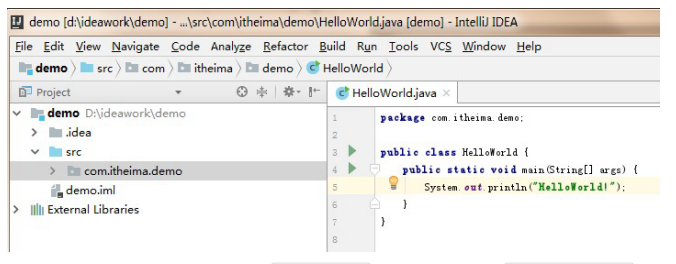 demo [d:\ideawork\demo] - ...\src\com\itheima\demo\HelloWorld.java [demo] - IntelliJ IDEA
File Edit View Navigate Code Analyze Refactor Build Run Tools VCS Window Help
demo src com itheima demo HelloWorld
Project
HelloWorld.java
demo D:\ideawork\demo
.idea
src
com.itheima.demo
demo.iml
External Libraries
1 package com.itheima.demo;
2
3 public class HelloWorld {
4 public static void main(String[] args) {
5 System.out.println("HelloWorld!");
6 }
7 }
8